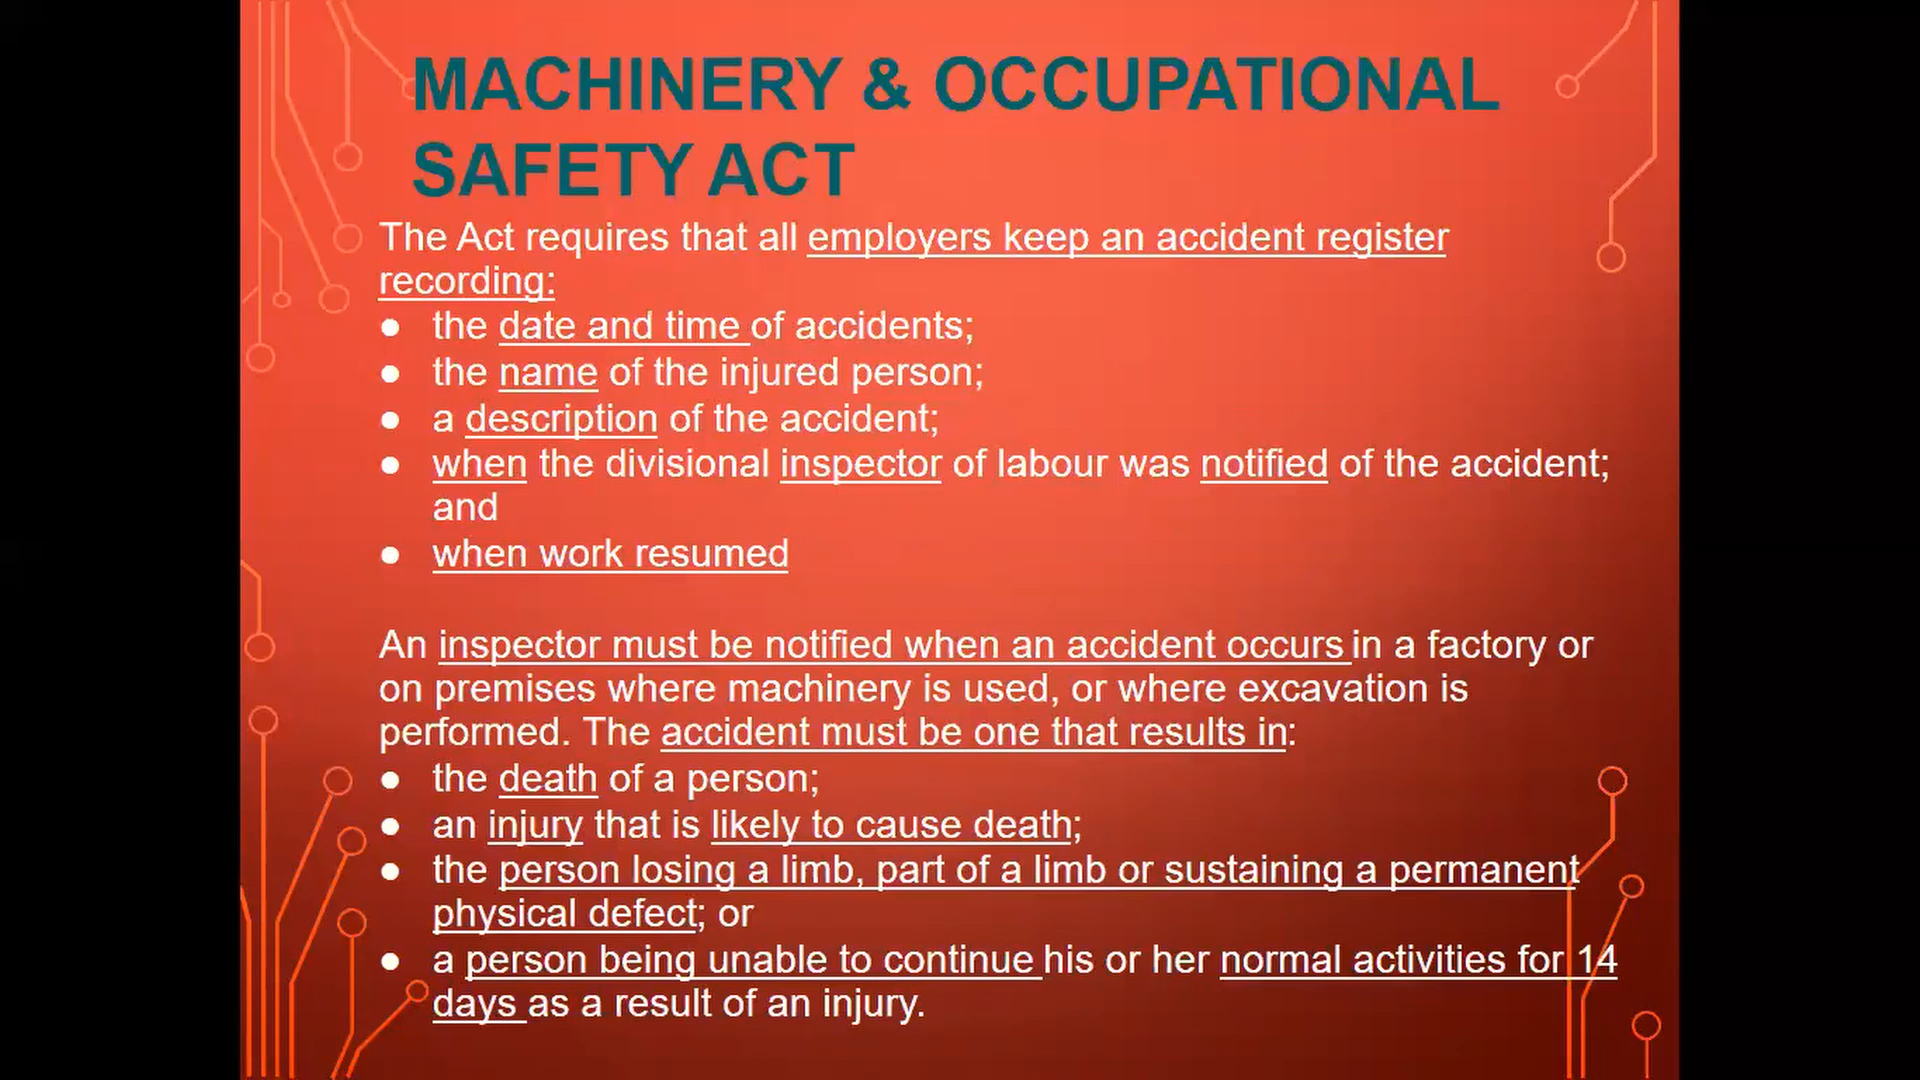 MACHINERY & OCCUPATIONAL
SAFETY ACT
The Act requires that all employers keep an accident register
recording:
● the date and time of accidents;
● the name of the injured person;
● a description of the accident;
● when the divisional inspector of labour was notified of the accident;
and
● when work resumed
An inspector must be notified when an accident occurs in a factory or
on premises where machinery is used, or where excavation is
performed. The accident must be one that results in:
● the death of a person;
● an injury that is likely to cause death;
● the person losing a limb, part of a limb or sustaining a permanent
physical defect; or
● a person being unable to continue his or her normal activities for 14
days as a result of an injury.